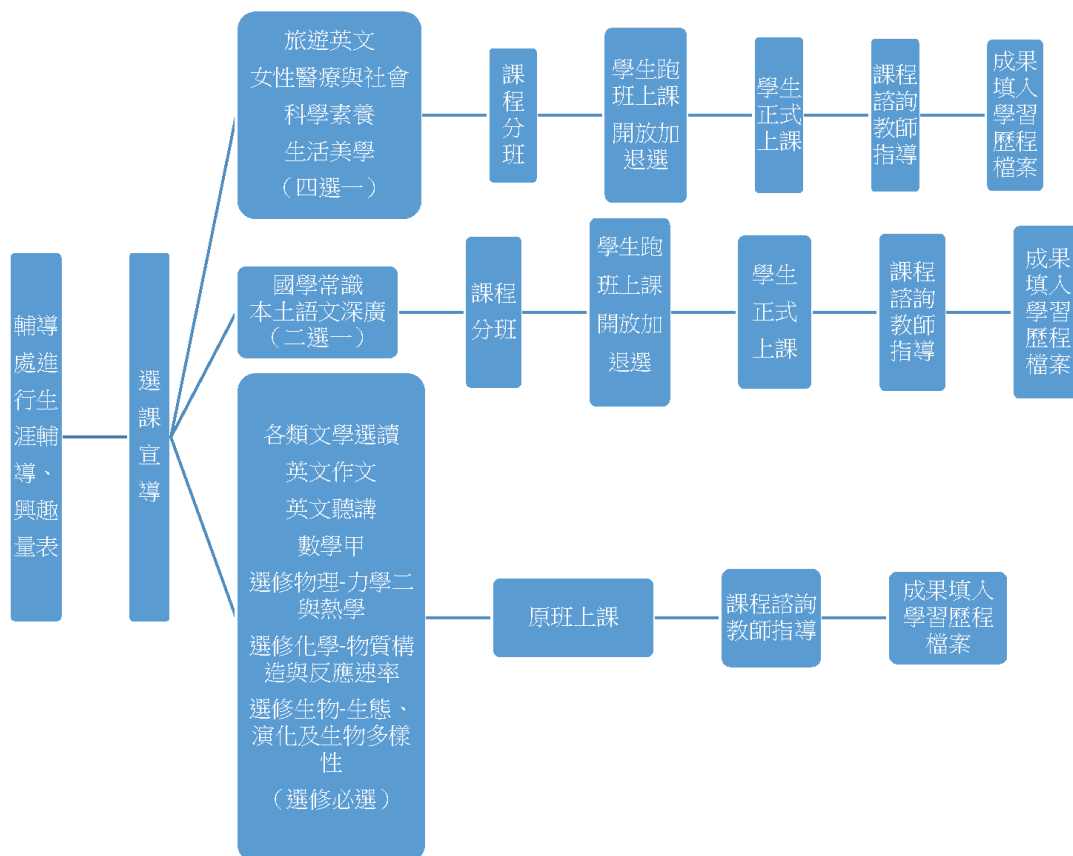 輔導
處進
行生
涯輔
導、
興趣
量表
選
課
宣
導
旅遊英文
女性醫療與社會
科學素養
生活美學
（四選一）
課
程
分
班
學生跑
班上課
開放加
退選
學生
正式
上課
課程
諮詢
教師
指導
成果
填入
學習
歷程
檔案
國學常識
本土語文深廣
（二選一）
課程
分班
學生跑
班上課
開放加
退選
學生
正式
上課
課程
諮詢
教師
指導
成果
填入
學習
歷程
檔案
各類文學選讀
英文作文
英文聽講
數學甲
選修物理-力學二
與熱學
選修化學-物質構
造與反應速率
選修生物-生態、
演化及生物多樣
性
（選修必選）
原班上課
課程諮詢
教師指導
成果填入
學習歷程
檔案